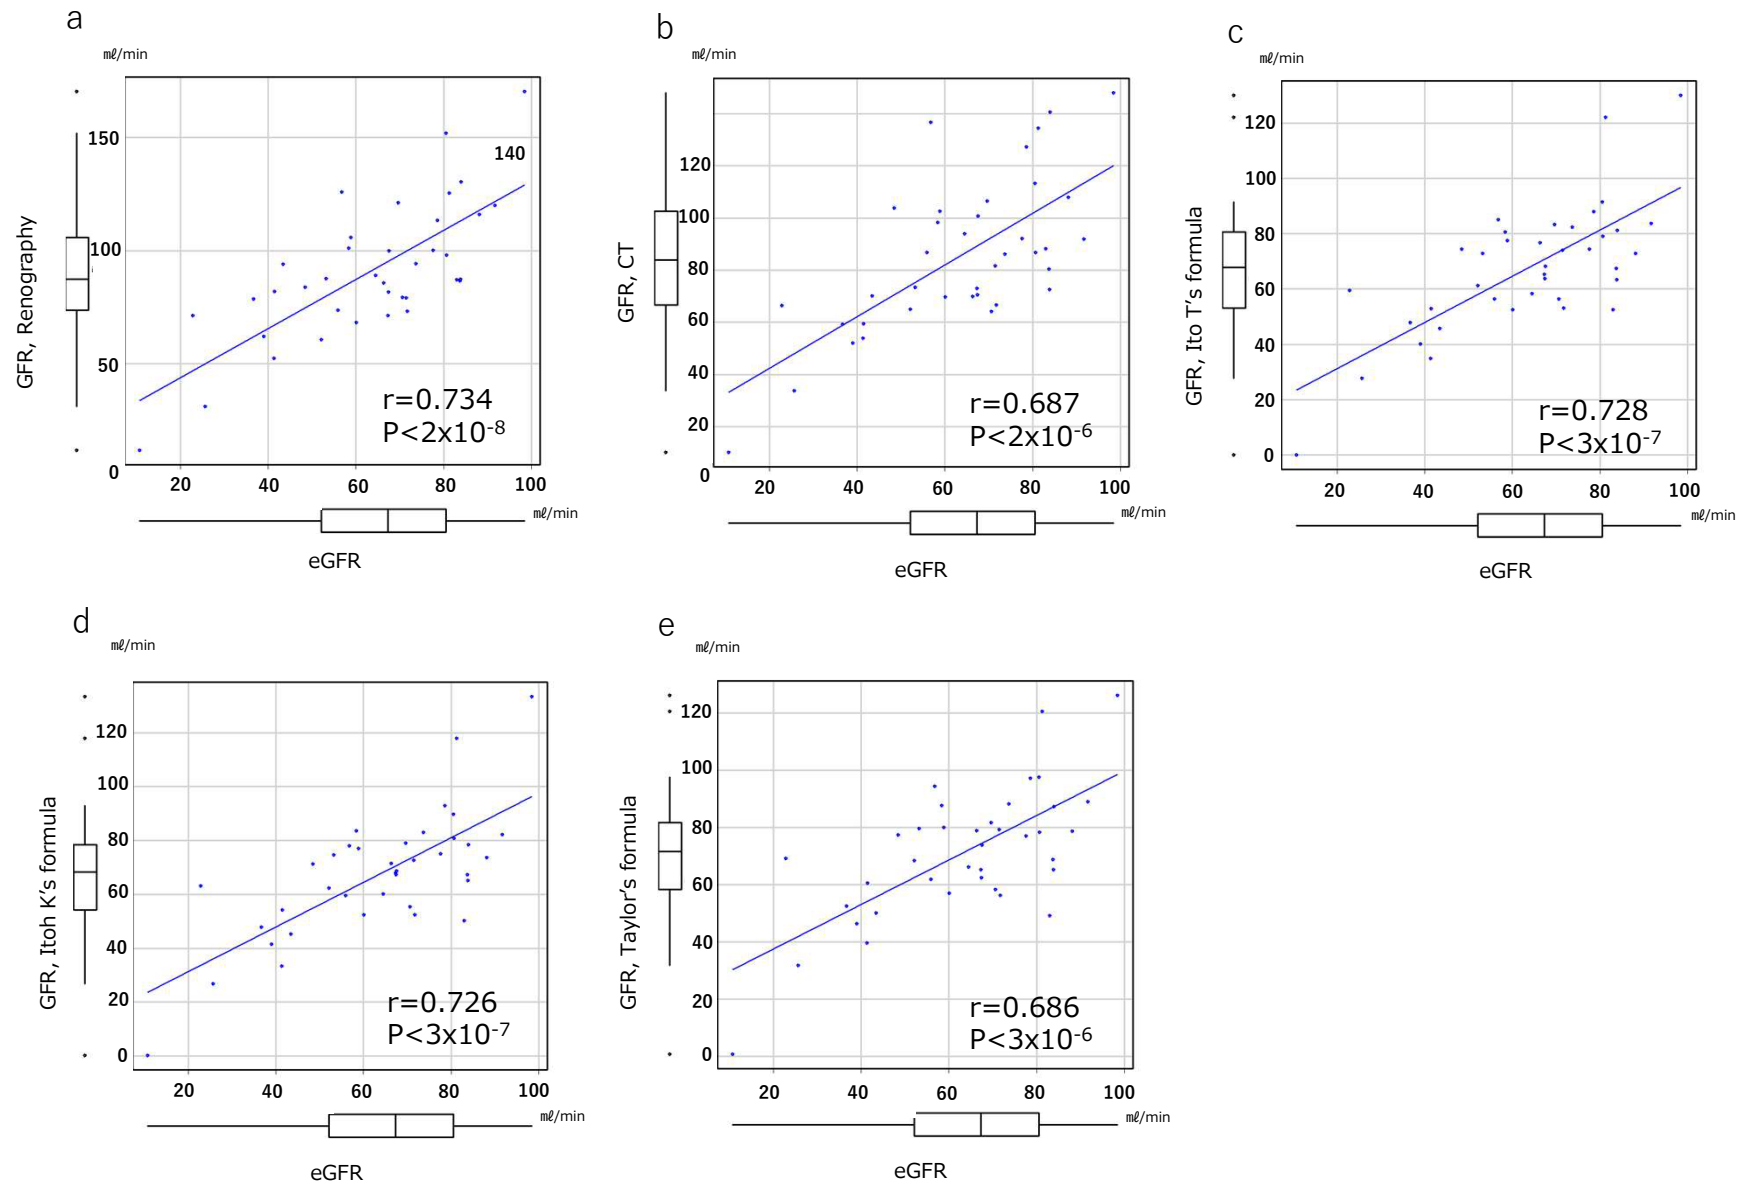 a
mℓ/min
GFR, Renography
150
140
100
50
0
r=0.734
P<2x10⁻⁸
20 40 60 80 100
mℓ/min
eGFR
b
mℓ/min
GFR, CT
120
100
80
60
40
20
0
r=0.687
P<2x10⁻⁶
20 40 60 80 100
mℓ/min
eGFR
c
mℓ/min
GFR, Ito T's formula
120
100
80
60
40
20
0
r=0.728
P<3x10⁻⁷
20 40 60 80 100
mℓ/min
eGFR
d
mℓ/min
GFR, Itoh K's formula
120
100
80
60
40
20
0
r=0.726
P<3x10⁻⁷
20 40 60 80 100
mℓ/min
eGFR
e
mℓ/min
GFR, Taylor's formula
120
100
80
60
40
20
0
r=0.686
P<3x10⁻⁶
20 40 60 80 100
mℓ/min
eGFR